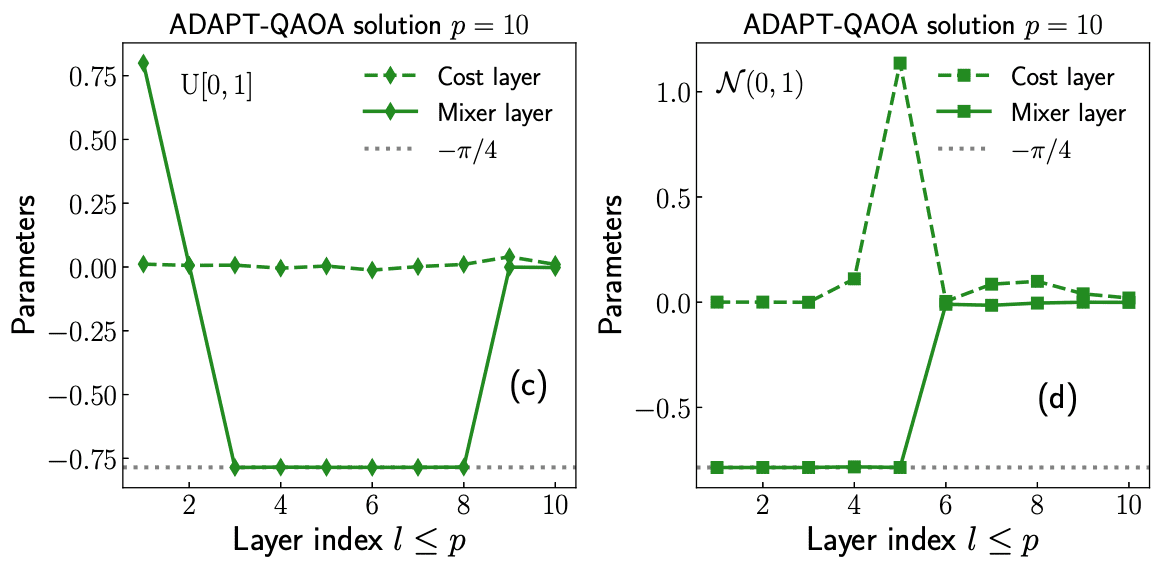 ADAPT-QAOA solution p = 10
U[0, 1]
Cost layer
Mixer layer
−π/4
0.75
0.50
0.25
0.00
−0.25
−0.50
−0.75
Parameters
(c)
2 4 6 8 10
Layer index l ≤ p
ADAPT-QAOA solution p = 10
𝒩(0, 1)
Cost layer
Mixer layer
−π/4
1.0
0.5
0.0
−0.5
Parameters
(d)
2 4 6 8 10
Layer index l ≤ p